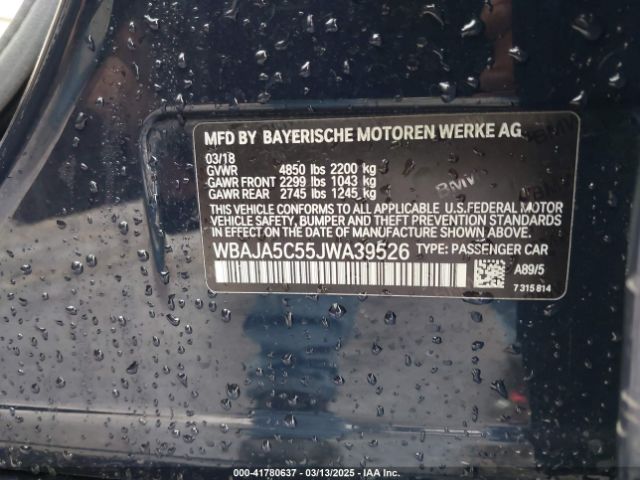 MFD BY BAYERISCHE MOTOREN WERKE AG
03/18
GVWR 4850 lbs 2200 kg
GAWR FRONT 2299 lbs 1043 kg
GAWR REAR 2745 lbs 1245 kg
THIS VEHICLE CONFORMS TO ALL APPLICABLE U.S. FEDERAL MOTOR
VEHICLE SAFETY, BUMPER AND THEFT PREVENTION STANDARDS
IN EFFECT ON THE DATE OF MANUFACTURE SHOWN ABOVE.
WBAJA5C55JWA39526 TYPE: PASSENGER CAR
A89/5
7 315 814
BMW
BMW
BMW
000-41780637 - 03/13/2025 - IAA Inc.